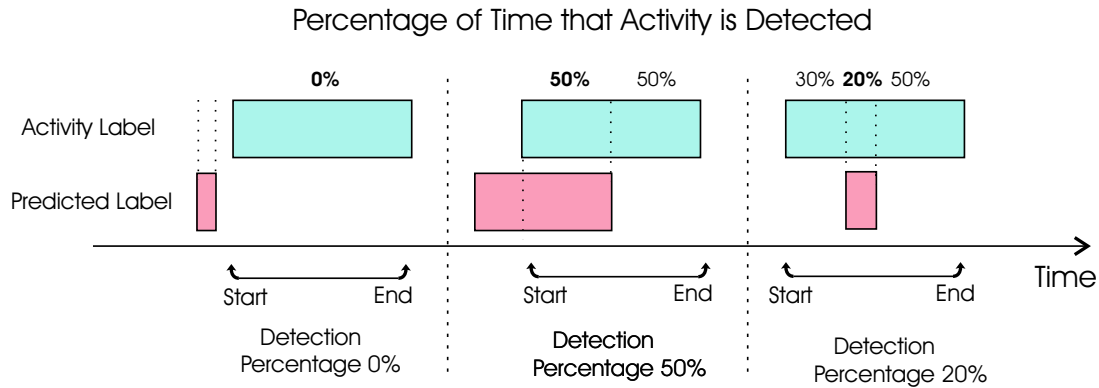 Percentage of Time that Activity is Detected
0%
50% 50%
30% 20% 50%
Activity Label
Predicted Label
Time
Start End
Start End
Start End
Detection
Percentage 0%
Detection
Percentage 50%
Detection
Percentage 20%